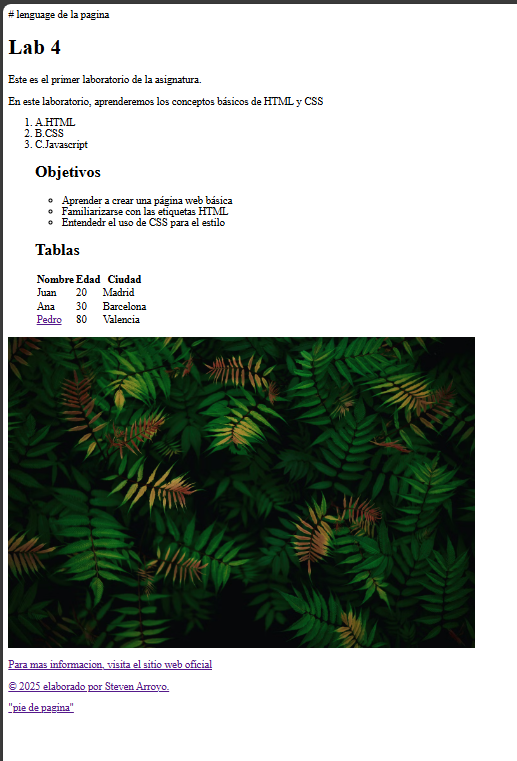 # lenguage de la pagina
Lab 4
Este es el primer laboratorio de la asignatura.
En este laboratorio, aprenderemos los conceptos básicos de HTML y CSS
1. A.HTML
2. B.CSS
3. C.Javascript
Objetivos
Aprender a crear una página web básica
Familiarizarse con las etiquetas HTML
Entendedr el uso de CSS para el estilo
Tablas
Nombre Edad Ciudad
Juan 20 Madrid
Ana 30 Barcelona
Pedro 80 Valencia
Para mas informacion, visita el sitio web oficial
© 2025 elaborado por Steven Arroyo.
"pie de pagina"